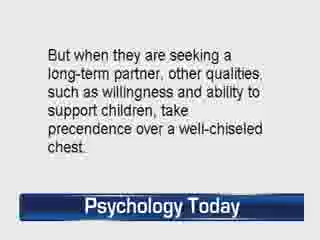 But when they are seeking a
long-term partner, other qualities,
such as willingness and ability to
support children, take
precendence over a well-chiseled
chest.
Psychology Today